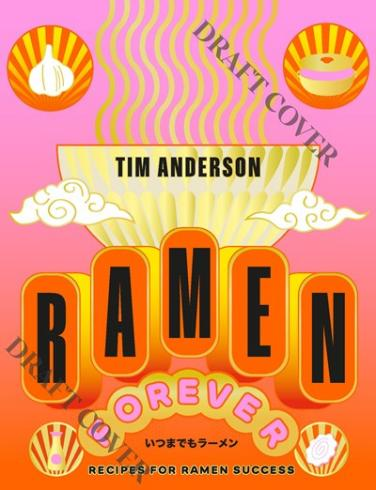 DRAFT COVER
TIM ANDERSON
RAMEN
FOREVER
いつまでもラーメン
DRAFT COVER
RECIPES FOR RAMEN SUCCESS